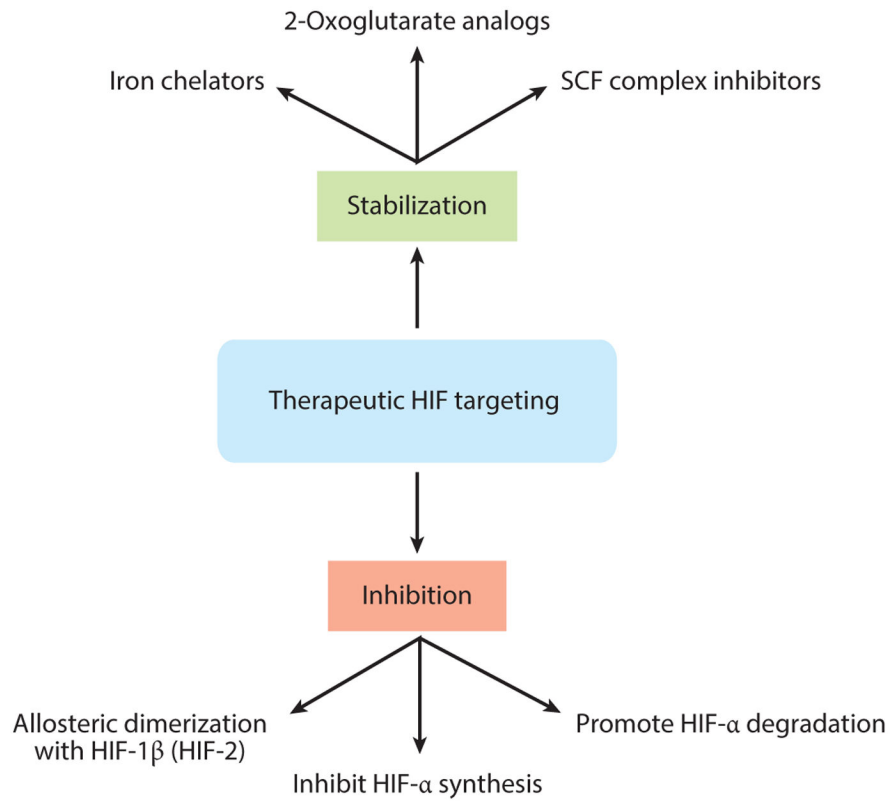 2-Oxoglutarate analogs
Iron chelators
SCF complex inhibitors
Stabilization
Therapeutic HIF targeting
Inhibition
Allosteric dimerization
with HIF-1β (HIF-2)
Promote HIF-α degradation
Inhibit HIF-α synthesis